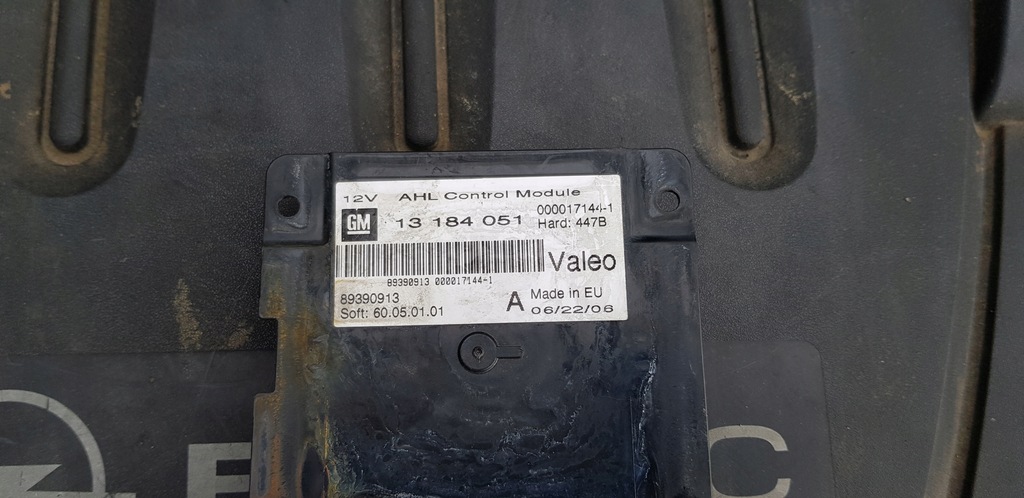 12V AHL Control Module
GM 13 184 051 000017144-1
Hard: 447B
Valeo
89390913 000017144-1
89390913
Soft: 60.05.01.01
A Made in EU
06/22/06
C